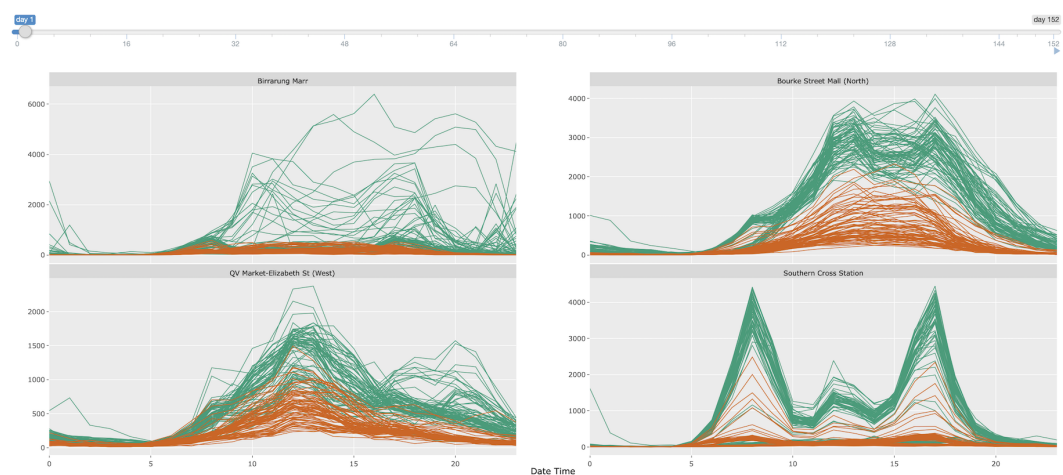 day 1
day 152
0 16 32 48 64 80 96 112 128 144 152
Birrarung Marr
6000
4000
2000
0
Bourke Street Mall (North)
4000
3000
2000
1000
0
QV Market-Elizabeth St (West)
2000
1500
1000
500
0
0 5 10 15 20
Southern Cross Station
4000
3000
2000
1000
0
0 5 10 15 20
Date Time